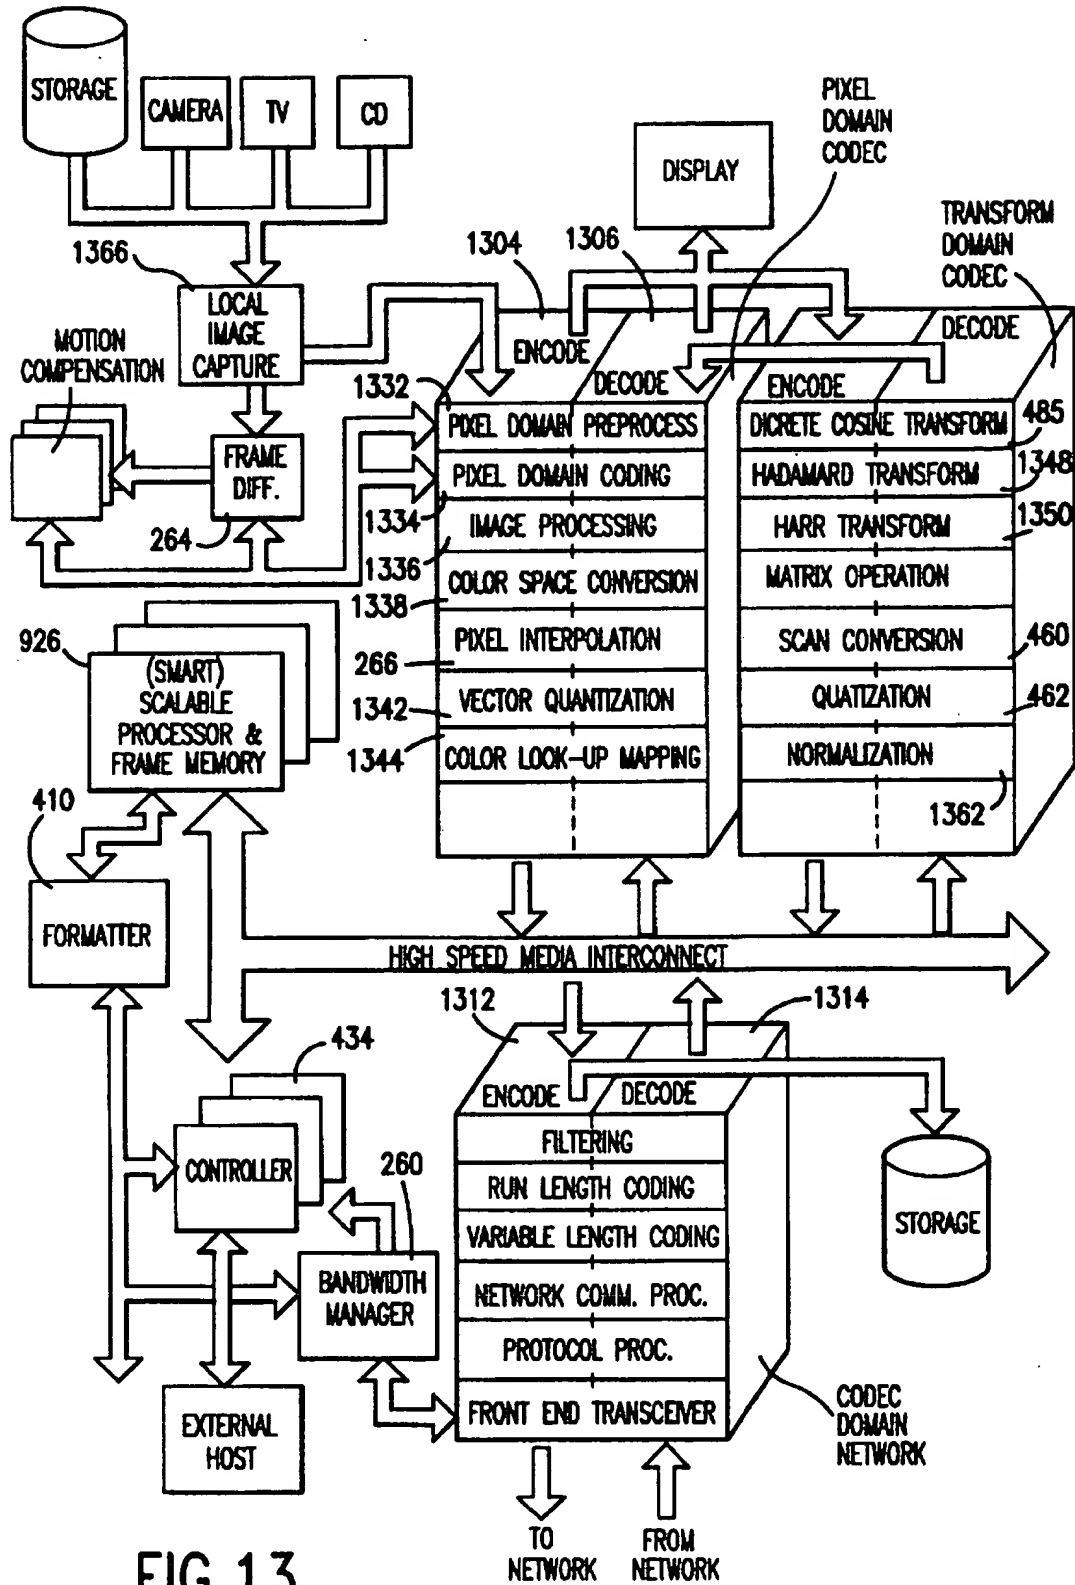 STORAGE
CAMERA
TV
CD
PIXEL
DOMAIN
CODEC
DISPLAY
TRANSFORM
DOMAIN
CODEC
1366
1304
1306
LOCAL
IMAGE
CAPTURE
MOTION
COMPENSATION
ENCODE
DECODE
ENCODE
DECODE
1332
PIXEL DOMAIN PREPROCESS
DICRETE COSINE TRANSFORM
485
FRAME
DIFF.
264
PIXEL DOMAIN CODING
HADAMARD TRANSFORM
1348
1334
IMAGE PROCESSING
HARR TRANSFORM
1350
1336
COLOR SPACE CONVERSION
MATRIX OPERATION
1338
PIXEL INTERPOLATION
SCAN CONVERSION
460
266
VECTOR QUANTIZATION
QUATIZATION
462
1342
COLOR LOOK-UP MAPPING
NORMALIZATION
1344
1362
926
(SMART)
SCALABLE
PROCESSOR &
FRAME MEMORY
410
FORMATTER
HIGH SPEED MEDIA INTERCONNECT
1312
1314
434
CONTROLLER
ENCODE
DECODE
FILTERING
RUN LENGTH CODING
VARIABLE LENGTH CODING
NETWORK COMM. PROC.
PROTOCOL PROC.
FRONT END TRANSCEIVER
STORAGE
260
BANDWIDTH
MANAGER
EXTERNAL
HOST
CODEC
DOMAIN
NETWORK
TO
NETWORK
FROM
NETWORK
FIG. 13